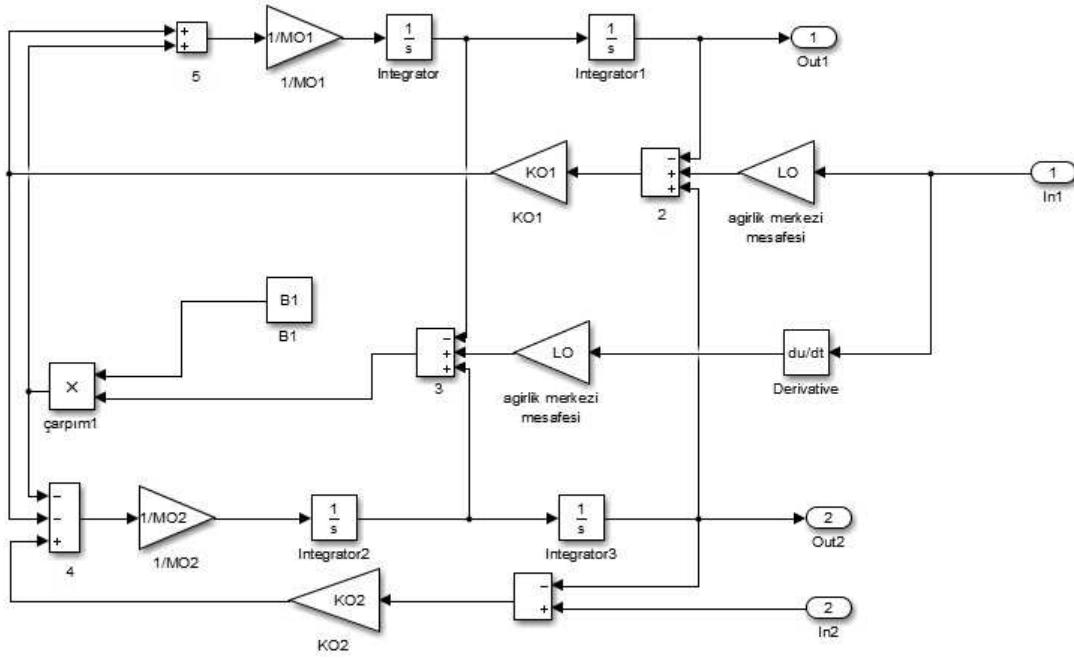 +
+
5
1/MO1
1/MO1
1
s
Integrator
1
s
Integrator1
1
Out1
KO1
KO1
−
+
+
2
LO
agirlik merkezi
mesafesi
1
In1
B1
B1
−
+
+
3
LO
agirlik merkezi
mesafesi
du/dt
Derivative
×
çarpım1
−
−
+
4
1/MO2
1/MO2
1
s
Integrator2
1
s
Integrator3
2
Out2
KO2
KO2
−
+
2
In2